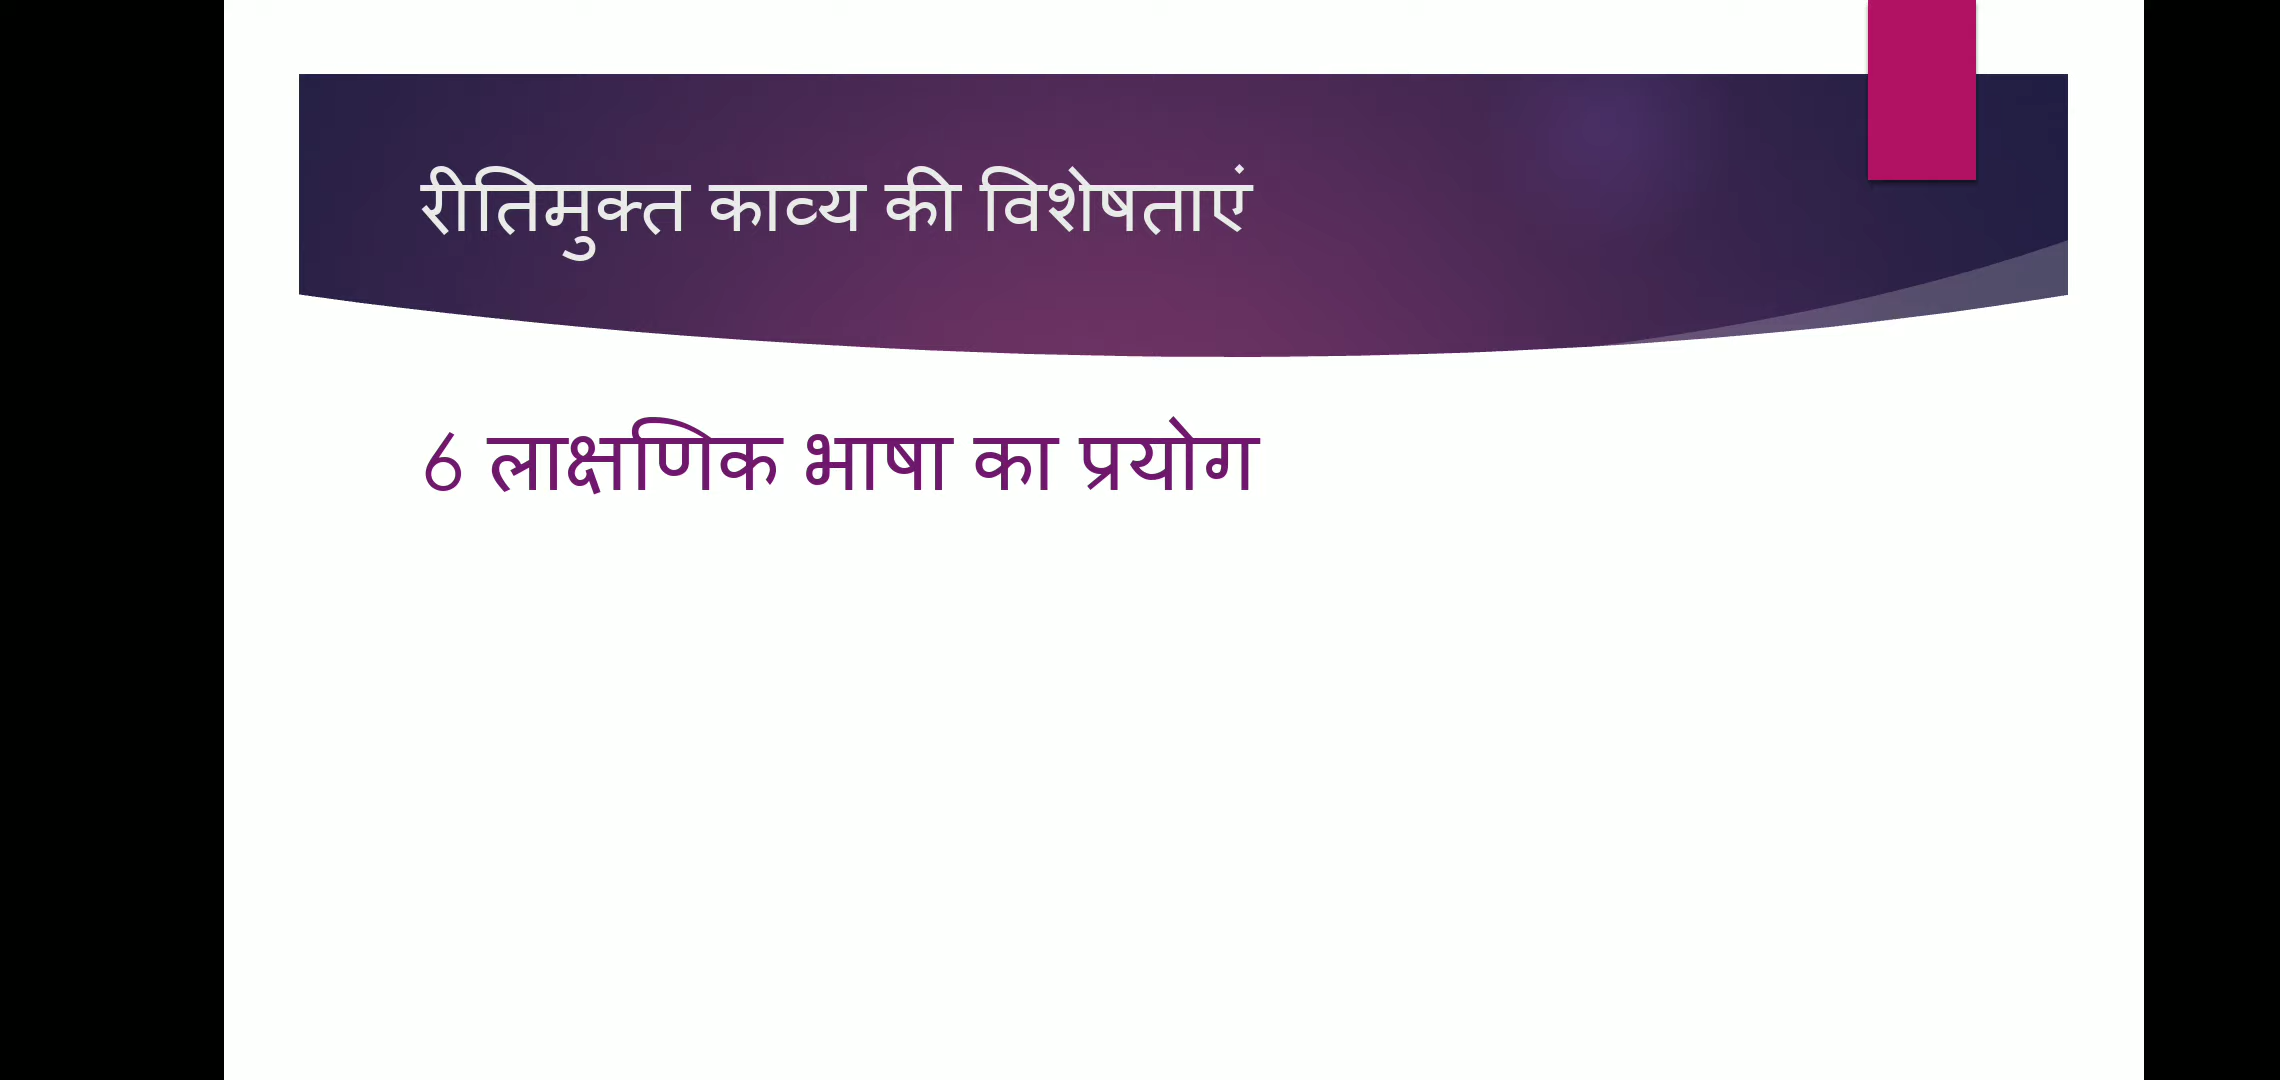 रीतिमुक्त काव्य की विशेषताएं
6 लाक्षणिक भाषा का प्रयोग